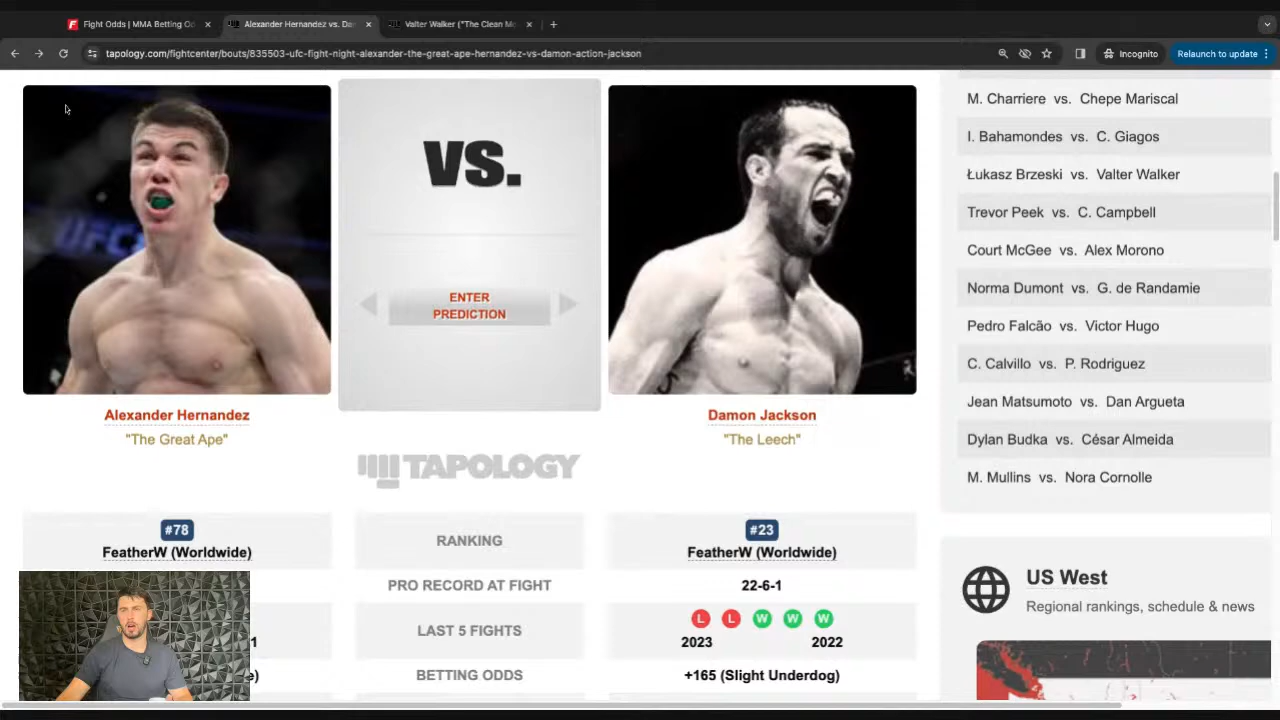 Fight Odds | MMA Betting Od
Alexander Hernandez vs. Da
Valter Walker ("The Clean M
tapology.com/fightcenter/bouts/835503-ufc-fight-night-alexander-the-great-ape-hernandez-vs-damon-action-jackson
Incognito
Relaunch to update
UFC
VS.
ENTER
PREDICTION
Alexander Hernandez
"The Great Ape"
Damon Jackson
"The Leech"
TAPOLOGY
#78
FeatherW (Worldwide)
RANKING
#23
FeatherW (Worldwide)
PRO RECORD AT FIGHT
22-6-1
1
LAST 5 FIGHTS
L L W W W
2023 2022
e)
BETTING ODDS
+165 (Slight Underdog)
M. Charriere vs. Chepe Mariscal
I. Bahamondes vs. C. Giagos
Łukasz Brzeski vs. Valter Walker
Trevor Peek vs. C. Campbell
Court McGee vs. Alex Morono
Norma Dumont vs. G. de Randamie
Pedro Falcão vs. Victor Hugo
C. Calvillo vs. P. Rodriguez
Jean Matsumoto vs. Dan Argueta
Dylan Budka vs. César Almeida
M. Mullins vs. Nora Cornolle
US West
Regional rankings, schedule & news